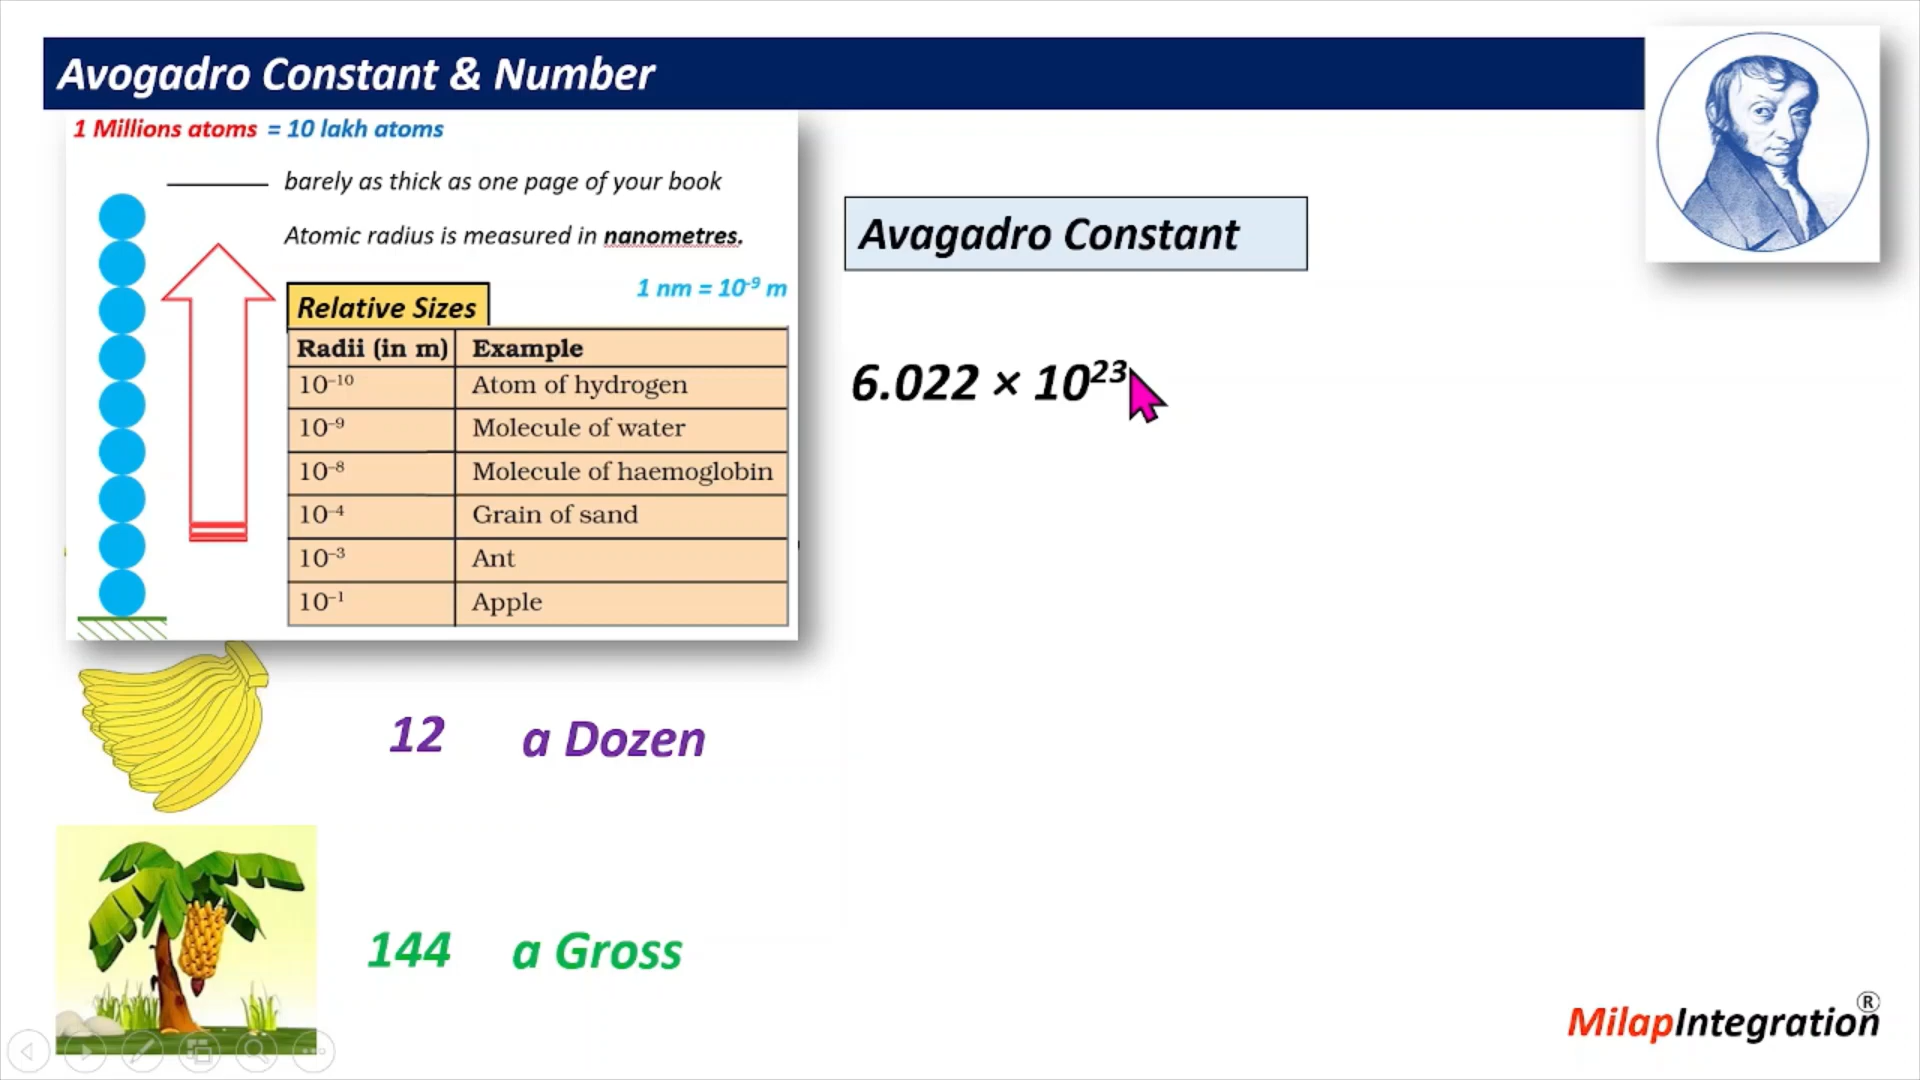 Avogadro Constant & Number
1 Millions atoms = 10 lakh atoms
barely as thick as one page of your book
Atomic radius is measured in nanometres.
1 nm = 10⁻⁹ m
Relative Sizes
Radii (in m) Example
10⁻¹⁰ Atom of hydrogen
10⁻⁹ Molecule of water
10⁻⁸ Molecule of haemoglobin
10⁻⁴ Grain of sand
10⁻³ Ant
10⁻¹ Apple
12 a Dozen
144 a Gross
Avagadro Constant
6.022 × 10²³
MilapIntegration®